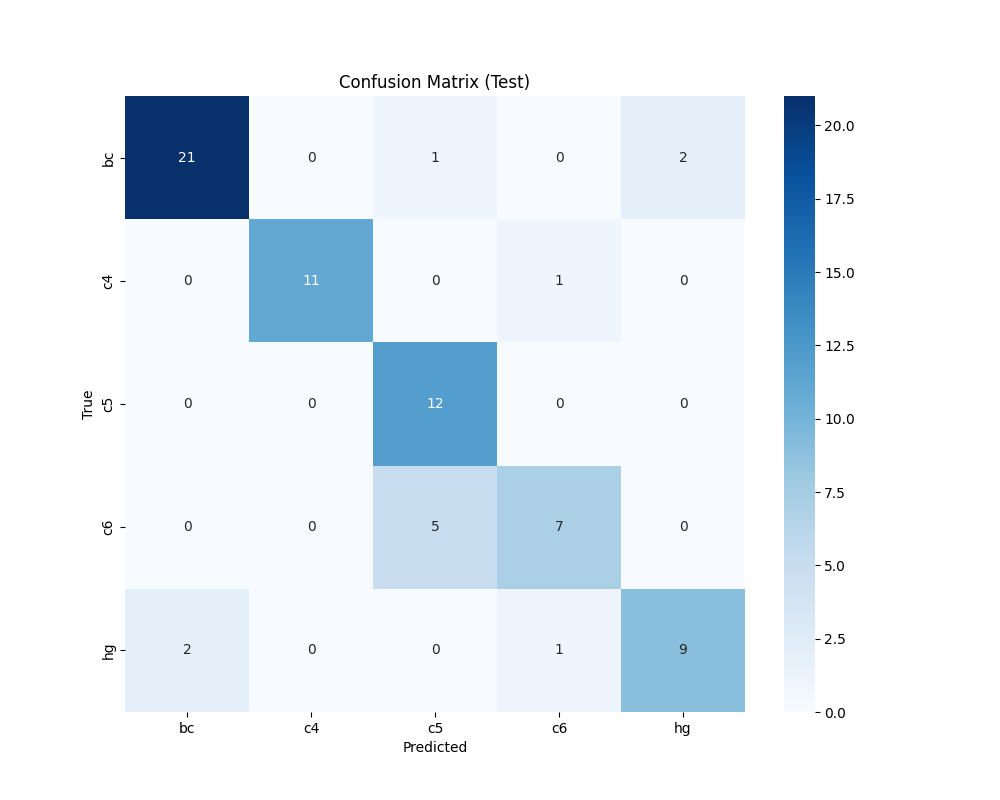 Confusion Matrix (Test)
bc 21 0 1 0 2
c4 0 11 0 1 0
c5 0 0 12 0 0
c6 0 0 5 7 0
hg 2 0 0 1 9
True
bc c4 c5 c6 hg
Predicted
20.0
17.5
15.0
12.5
10.0
7.5
5.0
2.5
0.0